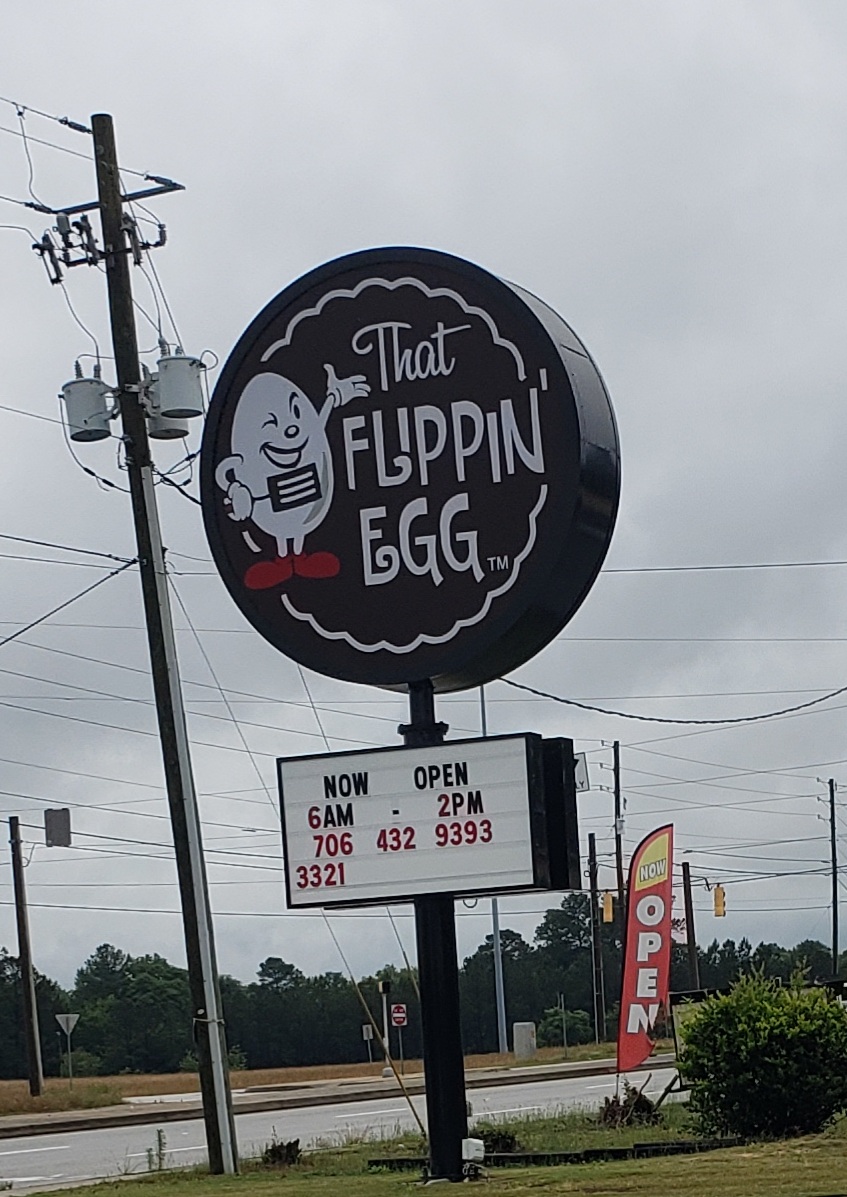 That
FLIPPIN'
EGG TM
NOW OPEN
6AM - 2PM
706 432 9393
3321
NOW
OPEN